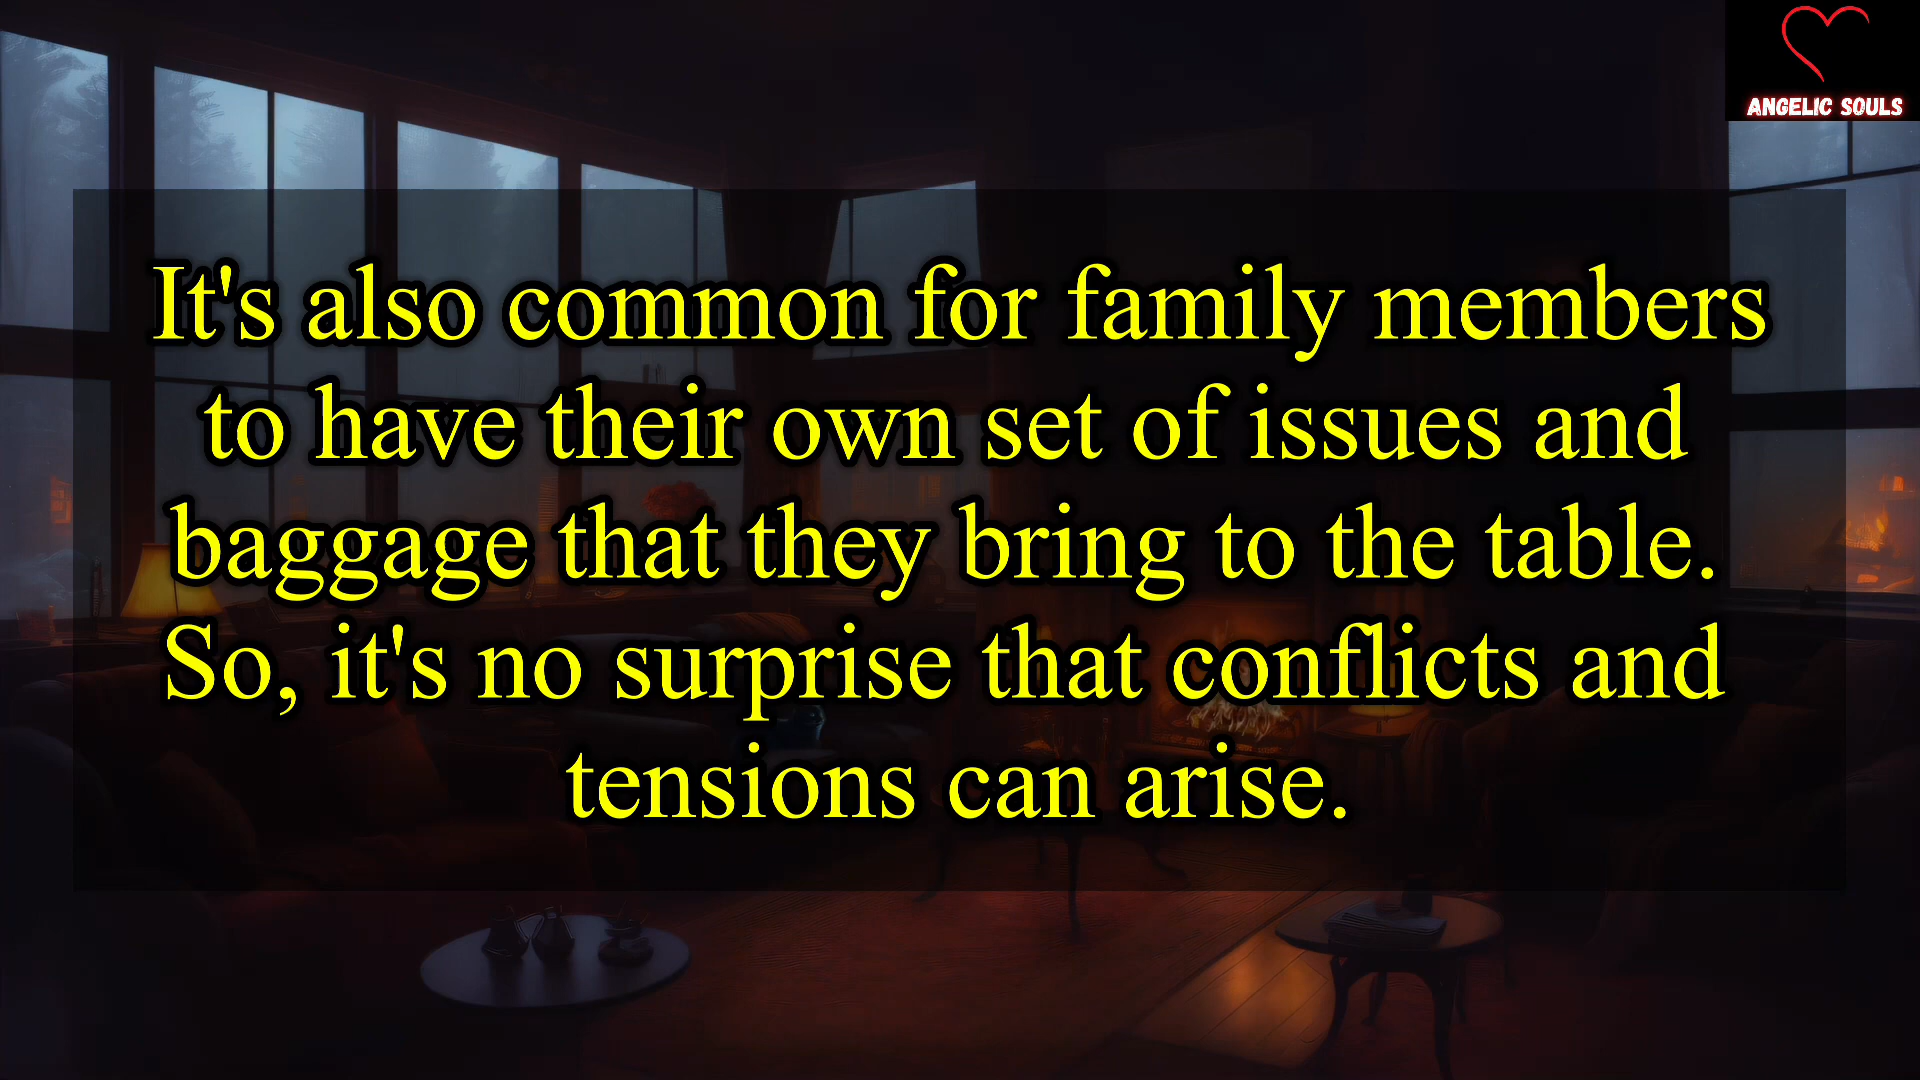 ANGELIC SOULS
It's also common for family members
to have their own set of issues and
baggage that they bring to the table.
So, it's no surprise that conflicts and
tensions can arise.